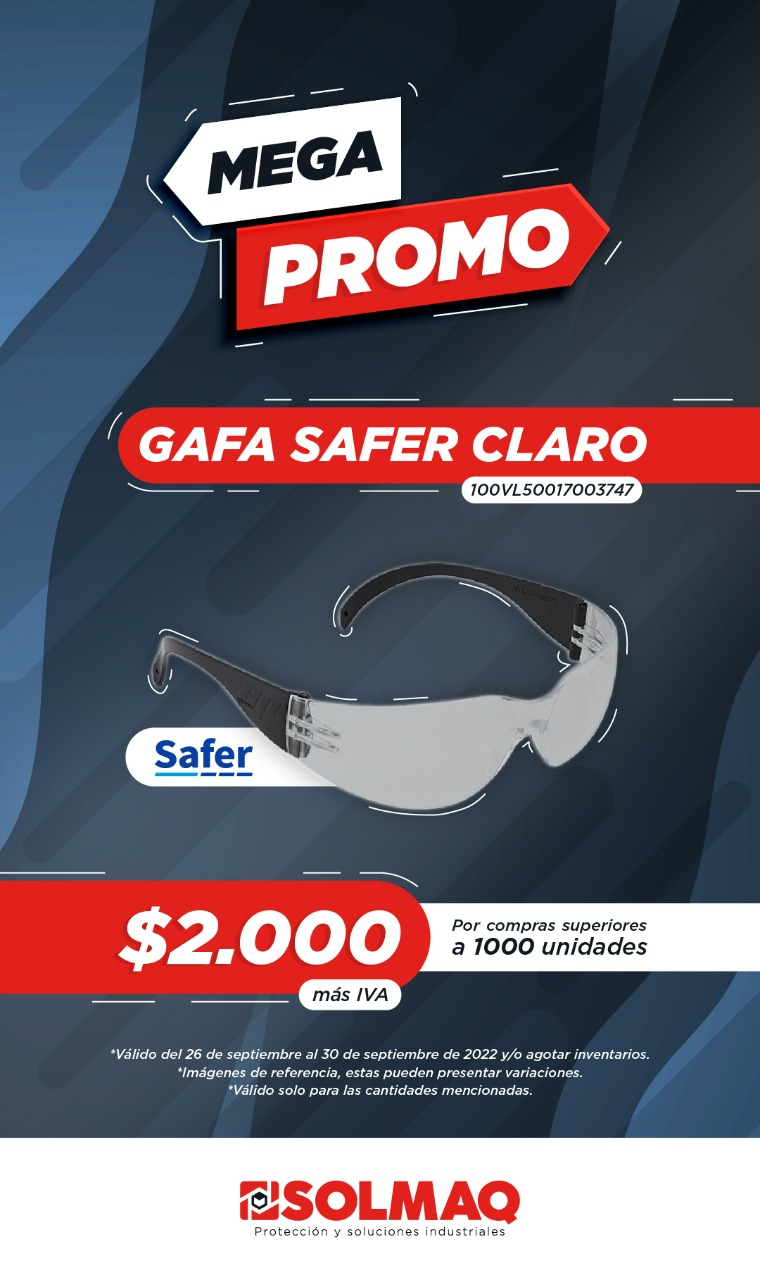 MEGA
PROMO
GAFA SAFER CLARO
100VL50017003747
Safer
$2.000
Por compras superiores
a 1000 unidades
más IVA
*Válido del 26 de septiembre al 30 de septiembre de 2022 y/o agotar inventarios.
*Imágenes de referencia, estas pueden presentar variaciones.
*Válido solo para las cantidades mencionadas.
SOLMAQ
Protección y soluciones industriales